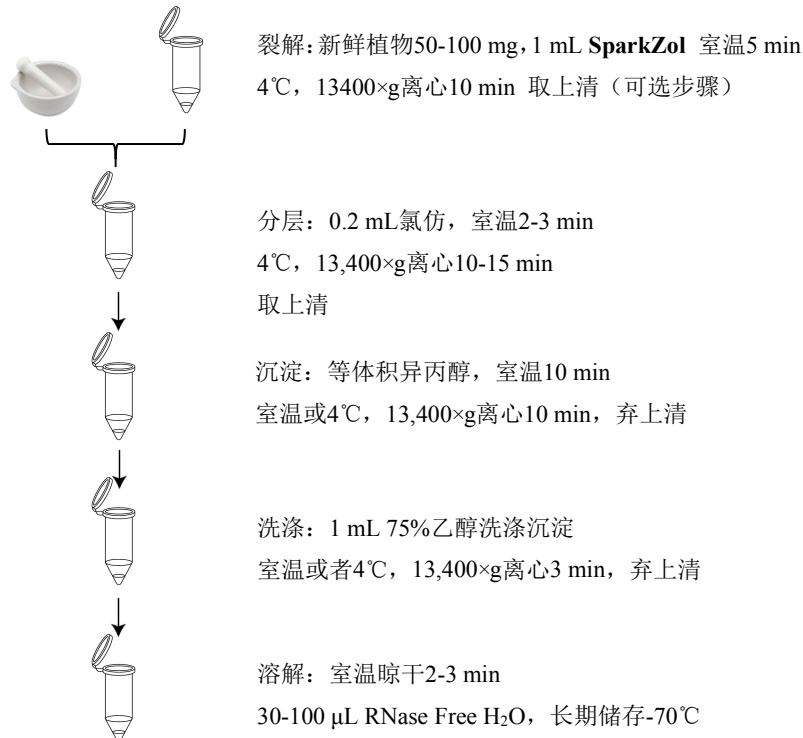 裂解：新鲜植物50-100 mg，1 mL SparkZol 室温5 min
4℃，13400×g离心10 min 取上清（可选步骤）
分层：0.2 mL氯仿，室温2-3 min
4℃，13,400×g离心10-15 min
取上清
沉淀：等体积异丙醇，室温10 min
室温或4℃，13,400×g离心10 min，弃上清
洗涤：1 mL 75%乙醇洗涤沉淀
室温或者4℃，13,400×g离心3 min，弃上清
溶解：室温晾干2-3 min
30-100 μL RNase Free H₂O，长期储存-70℃